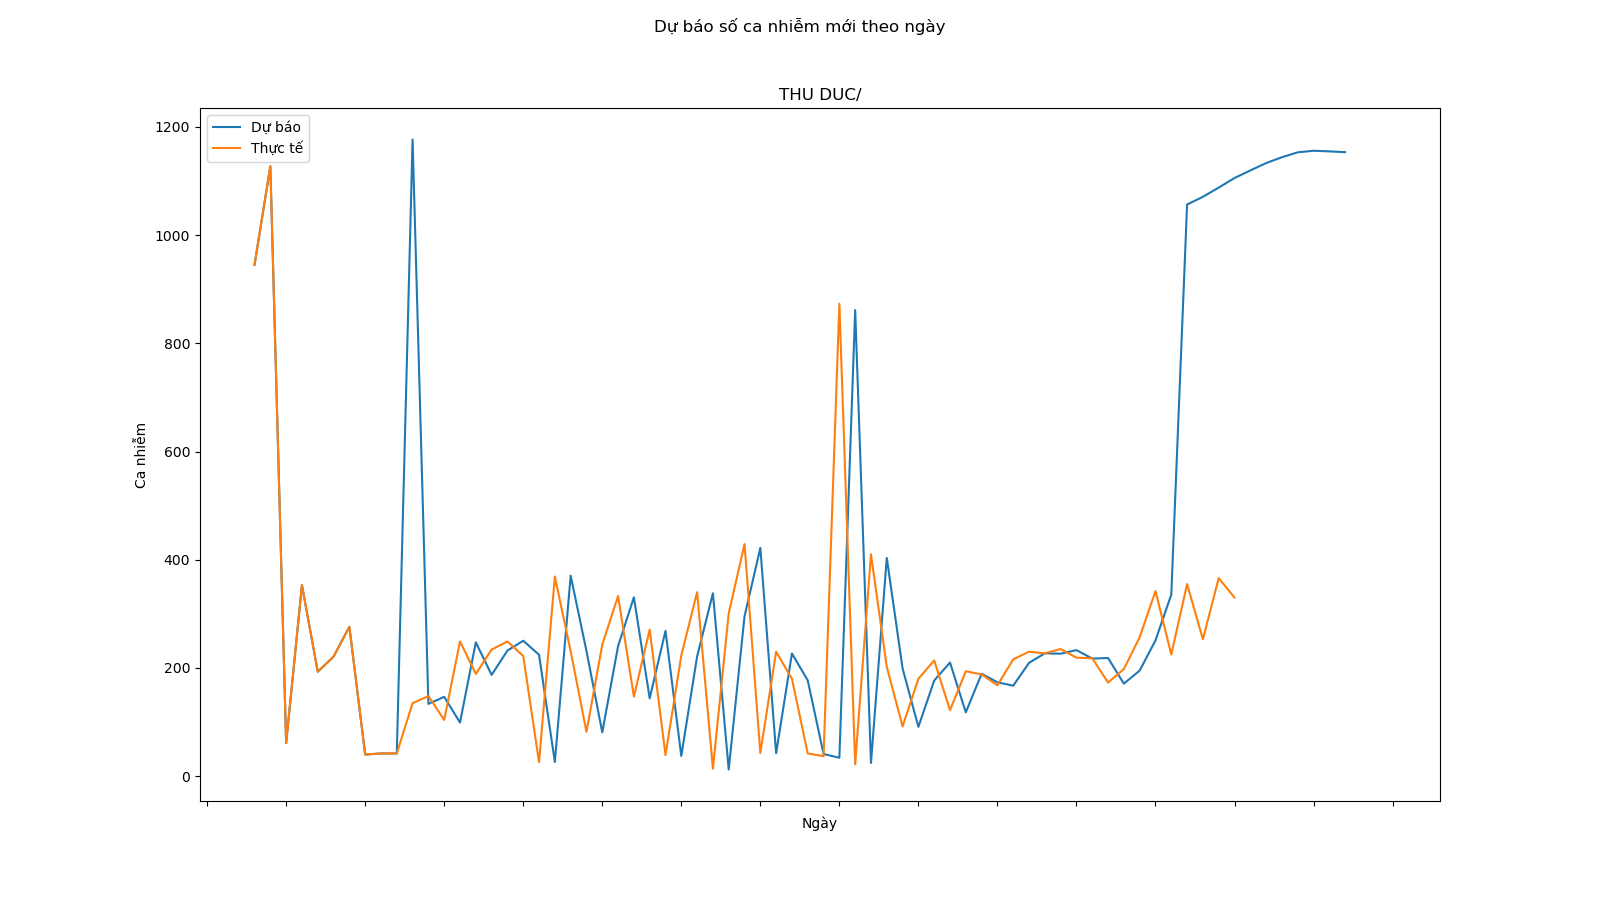 Dự báo số ca nhiễm mới theo ngày
THU DUC/
Dự báo
Thực tế
1200
1000
800
600
400
200
0
Ca nhiễm
Ngày